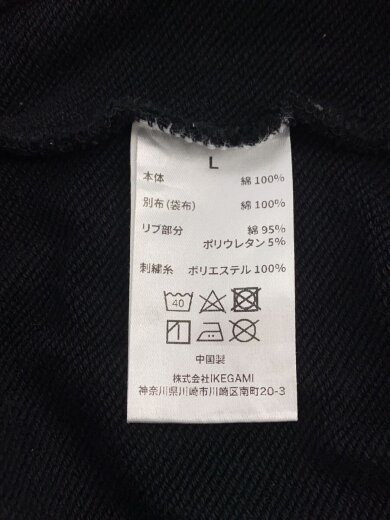 L
本体 綿 100%
別布(袋布) 綿 100%
リブ部分 綿 95%
ポリウレタン 5%
刺繍糸 ポリエステル 100%
40
中国製
株式会社IKEGAMI
神奈川県川崎市川崎区南町20-3